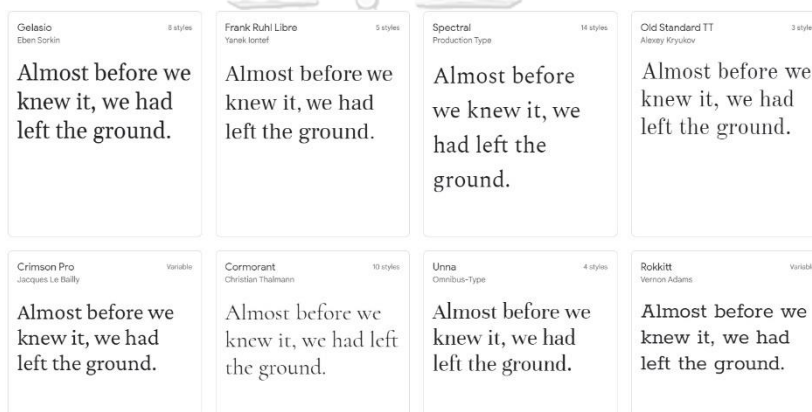 Gelasio 8 styles
Eben Sorkin
Almost before we
knew it, we had
left the ground.
Frank Ruhl Libre 5 styles
Yanek Iontef
Almost before we
knew it, we had
left the ground.
Spectral 14 styles
Production Type
Almost before
we knew it, we
had left the
ground.
Old Standard TT 3 style
Alexey Kryukov
Almost before we
knew it, we had
left the ground.
Crimson Pro Variable
Jacques Le Bailly
Almost before we
knew it, we had
left the ground.
Cormorant 10 styles
Christian Thalmann
Almost before we
knew it, we had left
the ground.
Unna 4 styles
Omnibus-Type
Almost before we
knew it, we had
left the ground.
Rokkitt Variabl
Vernon Adams
Almost before we
knew it, we had
left the ground.